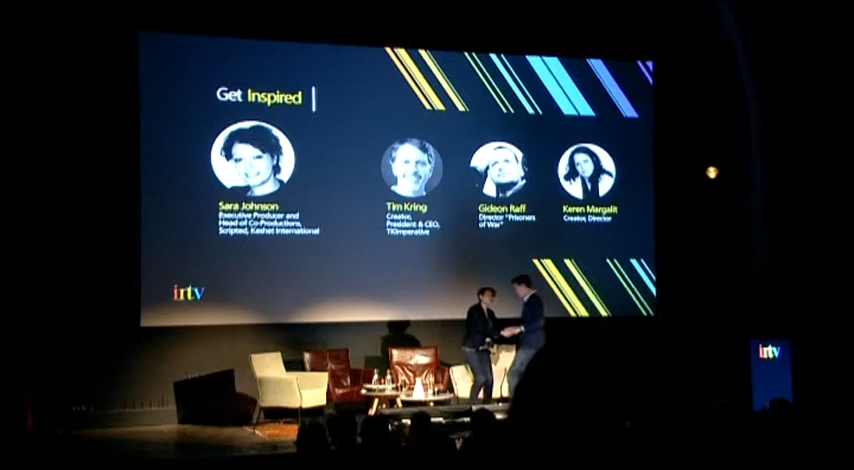 Get Inspired
Sara Johnson
Executive Producer and
Head of Co-Productions,
Scripted, Keshet International
Tim Kring
Creator,
President & CEO,
TKImperative
Gideon Raff
Director "Prisoners
of War"
Keren Margalit
Creator, Director
irtv
irtv